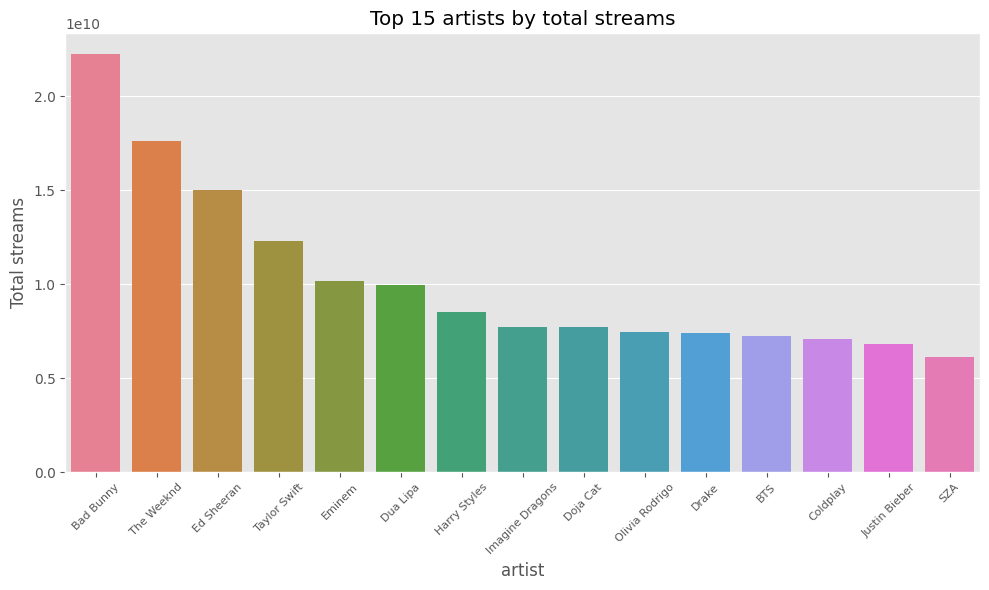 Top 15 artists by total streams
1e10
2.0
1.5
1.0
0.5
0.0
Total streams
Bad Bunny
The Weeknd
Ed Sheeran
Taylor Swift
Eminem
Dua Lipa
Harry Styles
Imagine Dragons
Doja Cat
Olivia Rodrigo
Drake
BTS
Coldplay
Justin Bieber
SZA
artist